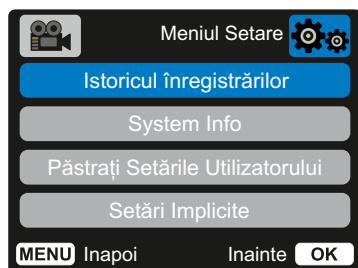 Meniul Setare
Istoricul înregistrărilor
System Info
Păstrați Setările Utilizatorului
Setări Implicite
MENU Inapoi Inainte OK